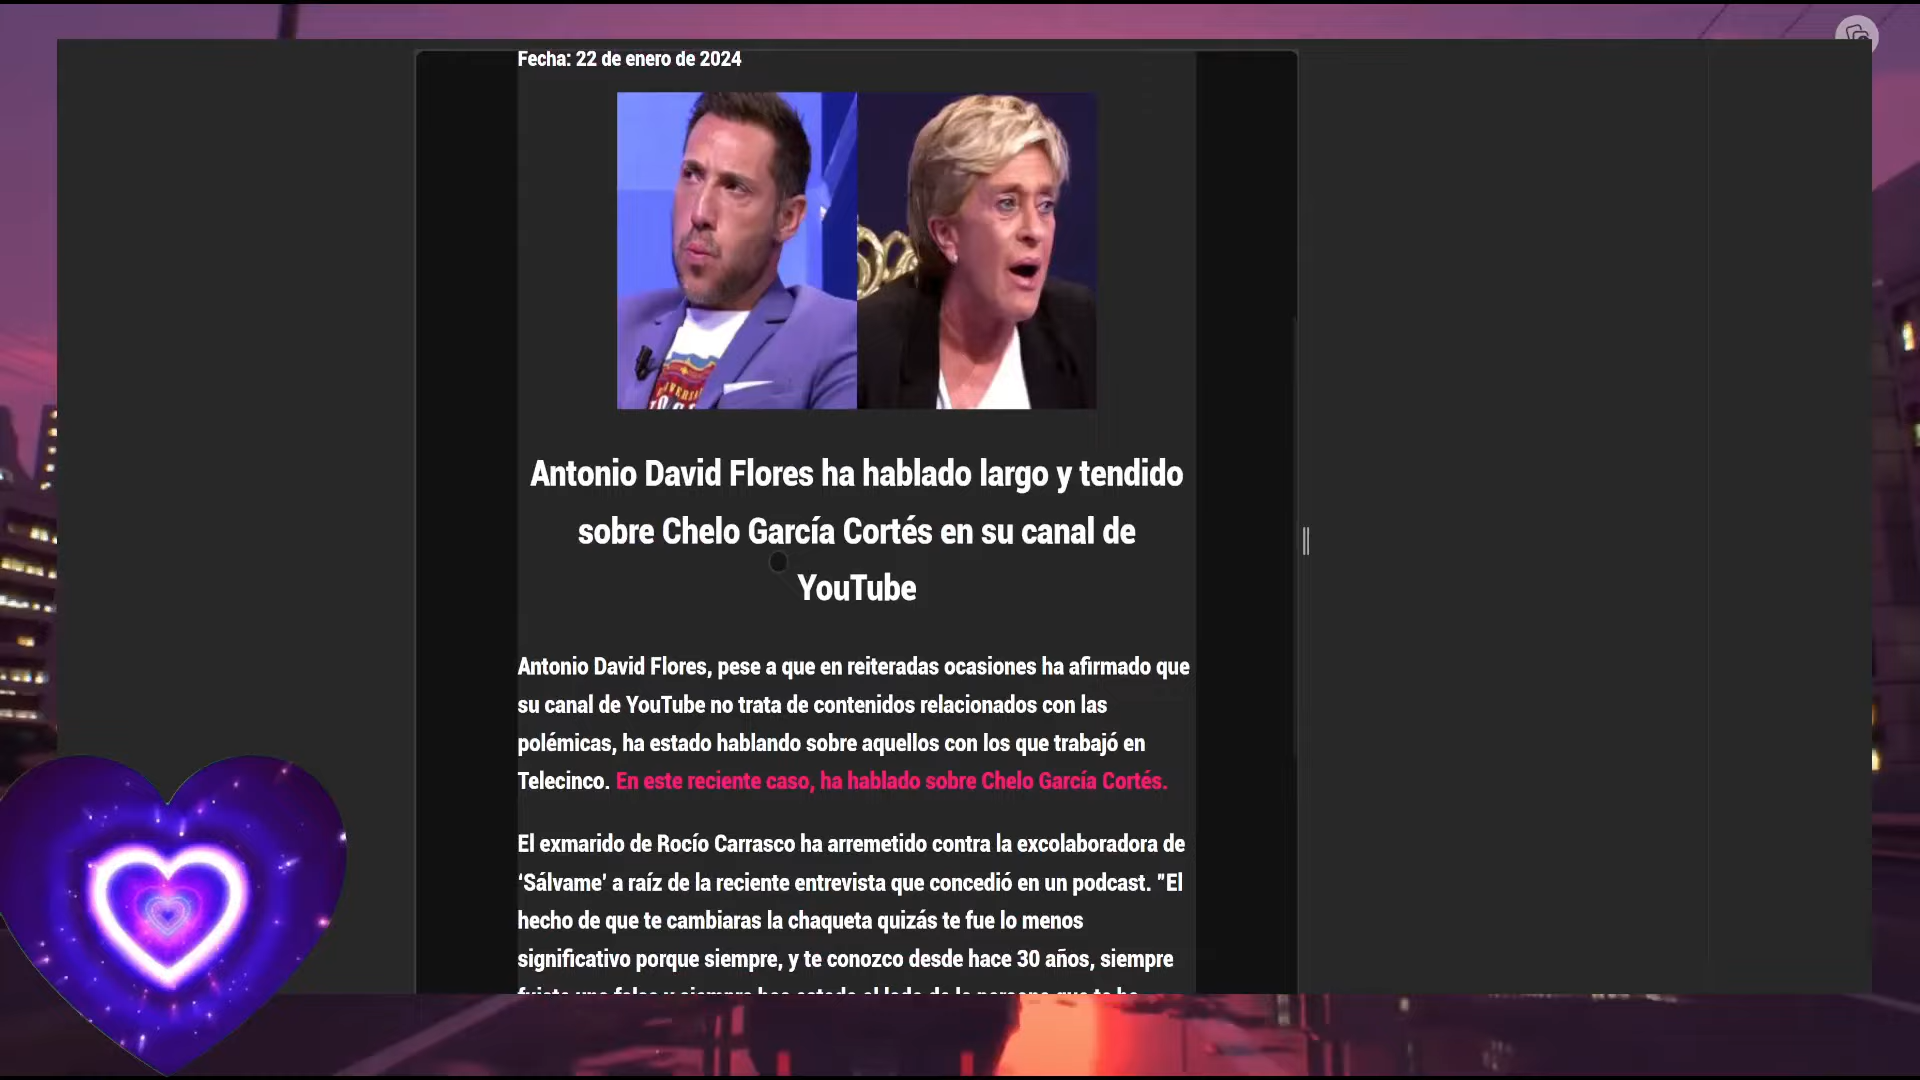 Fecha: 22 de enero de 2024
Antonio David Flores ha hablado largo y tendido
sobre Chelo García Cortés en su canal de
YouTube
Antonio David Flores, pese a que en reiteradas ocasiones ha afirmado que
su canal de YouTube no trata de contenidos relacionados con las
polémicas, ha estado hablando sobre aquellos con los que trabajó en
Telecinco. En este reciente caso, ha hablado sobre Chelo García Cortés.
El exmarido de Rocío Carrasco ha arremetido contra la excolaboradora de
‘Sálvame’ a raíz de la reciente entrevista que concedió en un podcast. "El
hecho de que te cambiaras la chaqueta quizás te fue lo menos
significativo porque siempre, y te conozco desde hace 30 años, siempre